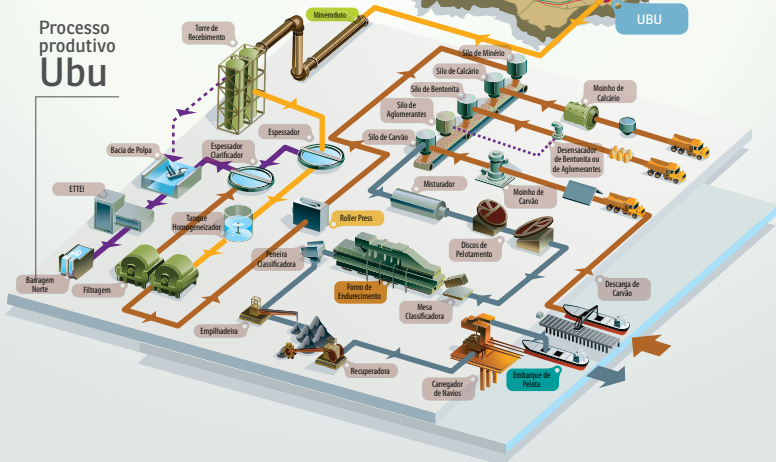 Processo
produtivo
Ubu
UBU
Mineroduto
Torre de
Recebimento
Silo de Minério
Silo de Calcário
Silo de Bentonita
Silo de
Aglomerantes
Silo de Carvão
Moinho de
Calcário
Desensacador
de Bentonita ou
de Aglomerantes
Moinho de
Carvão
Espessador
Espessador
Clarificador
Bacia de Polpa
ETTEI
Tanque
Homogeneizador
Barragem
Norte
Filtragem
Misturador
Roller Press
Discos de
Pelotamento
Peneira
Classificadora
Forno de
Endurecimento
Mesa
Classificadora
Empilhadeira
Recuperadora
Carregador
de Navios
Embarque de
Pelota
Descarga de
Carvão